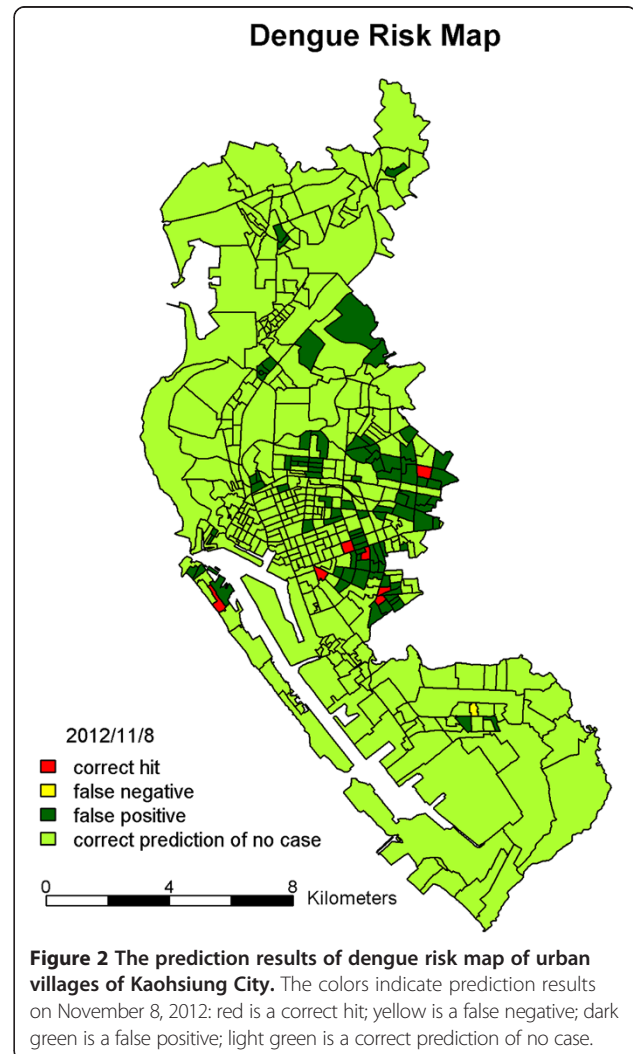 Dengue Risk Map
2012/11/8
correct hit
false negative
false positive
correct prediction of no case
0 4 8 Kilometers
Figure 2 The prediction results of dengue risk map of urban
villages of Kaohsiung City. The colors indicate prediction results
on November 8, 2012: red is a correct hit; yellow is a false negative; dark
green is a false positive; light green is a correct prediction of no case.